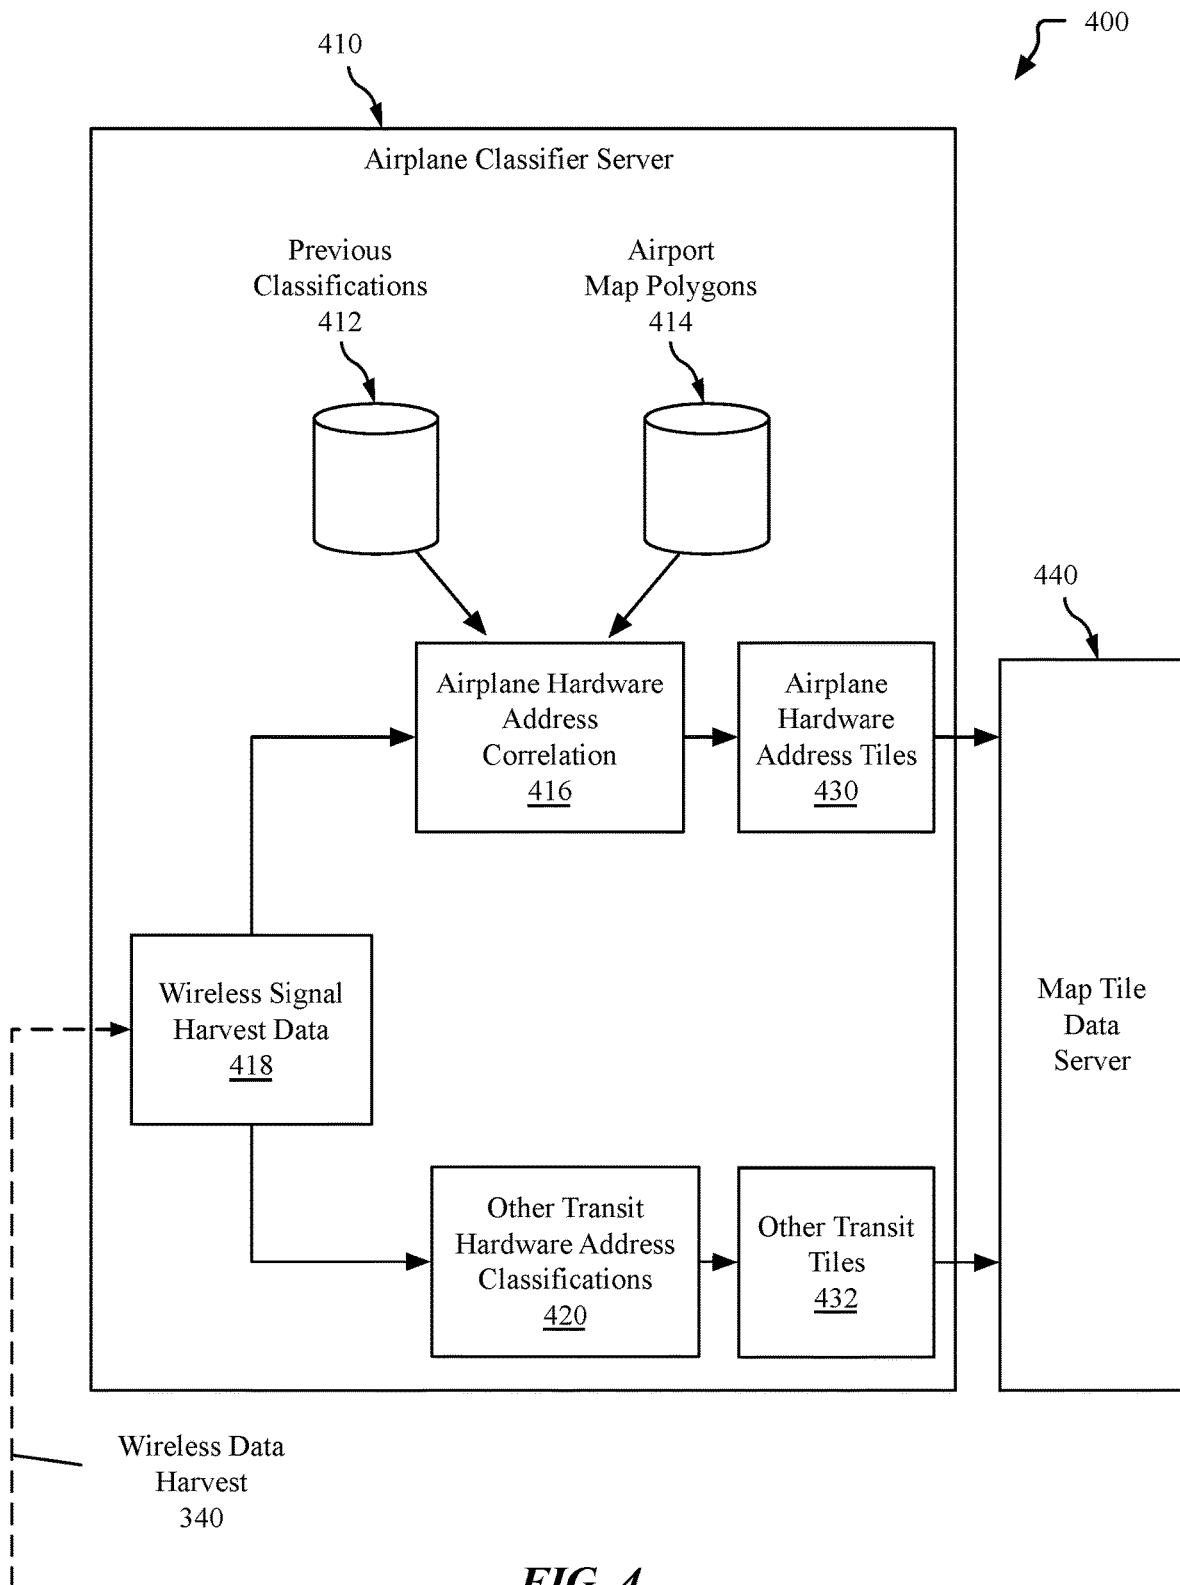 400
410
Airplane Classifier Server
Previous
Classifications
412
Airport
Map Polygons
414
440
Airplane Hardware
Address
Correlation
416
Airplane
Hardware
Address Tiles
430
Wireless Signal
Harvest Data
418
Map Tile
Data
Server
Other Transit
Hardware Address
Classifications
420
Other Transit
Tiles
432
Wireless Data
Harvest
340
FIG. 4